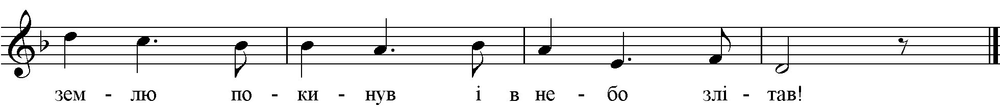 зем - лю по - ки - нув і в не - бо злі - тав!